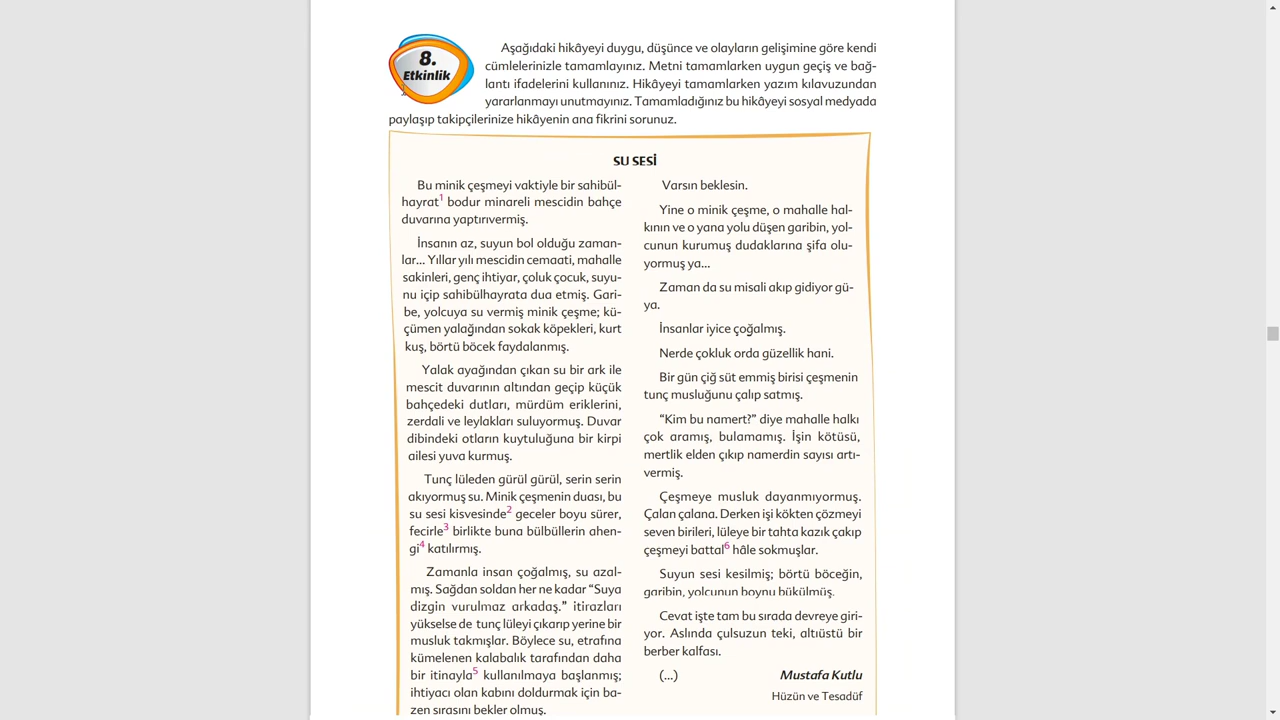 8.
Etkinlik
Aşağıdaki hikâyeyi duygu, düşünce ve olayların gelişimine göre kendi
cümlelerinizle tamamlayınız. Metni tamamlarken uygun geçiş ve bağ-
lantı ifadelerini kullanınız. Hikâyeyi tamamlarken yazım kılavuzundan
yararlanmayı unutmayınız. Tamamladığınız bu hikâyeyi sosyal medyada
paylaşıp takipçilerinize hikâyenin ana fikrini sorunuz.
SU SESİ
Bu minik çeşmeyi vaktiyle bir sahibül-
hayrat1 bodur minareli mescidin bahçe
duvarına yaptırıvermiş.
İnsanın az, suyun bol olduğu zaman-
lar... Yıllar yılı mescidin cemaati, mahalle
sakinleri, genç ihtiyar, çoluk çocuk, suyu-
nu içip sahibülhayrata dua etmiş. Gari-
be, yolcuya su vermiş minik çeşme; kü-
çümen yalağından sokak köpekleri, kurt
kuş, börtü böcek faydalanmış.
Yalak ayağından çıkan su bir ark ile
mescit duvarının altından geçip küçük
bahçedeki dutları, mürdüm eriklerini,
zerdali ve leylakları suluyormuş. Duvar
dibindeki otların kuytuluğuna bir kirpi
ailesi yuva kurmuş.
Tunç lüleden gürül gürül, serin serin
akıyormuş su. Minik çeşmenin duası, bu
su sesi kisvesinde2 geceler boyu sürer,
fecirle3 birlikte buna bülbüllerin ahen-
gi4 katılırmış.
Zamanla insan çoğalmış, su azal-
mış. Sağdan soldan her ne kadar “Suya
dizgin vurulmaz arkadaş.” itirazları
yükselse de tunç lüleyi çıkarıp yerine bir
musluk takmışlar. Böylece su, etrafına
kümelenen kalabalık tarafından daha
bir itinayla5 kullanılmaya başlanmış;
ihtiyacı olan kabını doldurmak için ba-
zen sırasını bekler olmuş.
Varsın beklesin.
Yine o minik çeşme, o mahalle hal-
kının ve o yana yolu düşen garibin, yol-
cunun kurumuş dudaklarına şifa olu-
yormuş ya...
Zaman da su misali akıp gidiyor gü-
ya.
İnsanlar iyice çoğalmış.
Nerde çokluk orda güzellik hani.
Bir gün çiğ süt emmiş birisi çeşmenin
tunç musluğunu çalıp satmış.
“Kim bu namert?” diye mahalle halkı
çok aramış, bulamamış. İşin kötüsü,
mertlik elden çıkıp namerdin sayısı artı-
vermiş.
Çeşmeye musluk dayanmıyormuş.
Çalan çalana. Derken işi kökten çözmeyi
seven birileri, lüleye bir tahta kazık çakıp
çeşmeyi battal6 hâle sokmuşlar.
Suyun sesi kesilmiş; börtü böceğin,
garibin, yolcunun boynu bükülmüş.
Cevat işte tam bu sırada devreye giri-
yor. Aslında çulsuzun teki, altıüstü bir
berber kalfası.
(...) Mustafa Kutlu
Hüzün ve Tesadüf